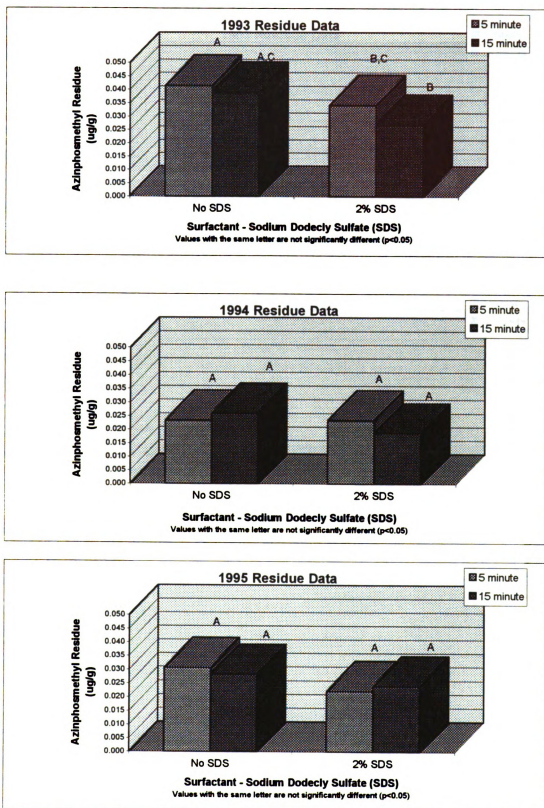 1993 Residue Data
5 minute
15 minute
Azinphosmethyl Residue
(ug/g)
0.050
0.045
0.040
0.035
0.030
0.025
0.020
0.015
0.010
0.005
0.000
A
A,C
B,C
B
No SDS
2% SDS
Surfactant - Sodium Dodecly Sulfate (SDS)
Values with the same letter are not significantly different (p<0.05)
1994 Residue Data
5 minute
15 minute
Azinphosmethyl Residue
(ug/g)
0.050
0.045
0.040
0.035
0.030
0.025
0.020
0.015
0.010
0.005
0.000
A
A
A
A
No SDS
2% SDS
Surfactant - Sodium Dodecly Sulfate (SDS)
Values with the same letter are not significantly different (p<0.05)
1995 Residue Data
5 minute
15 minute
Azinphosmethyl Residue
(ug/g)
0.050
0.045
0.040
0.035
0.030
0.025
0.020
0.015
0.010
0.005
0.000
A
A
A
A
No SDS
2% SDS
Surfactant - Sodium Dodecly Sulfate (SDS)
Values with the same letter are not significantly different (p<0.05)